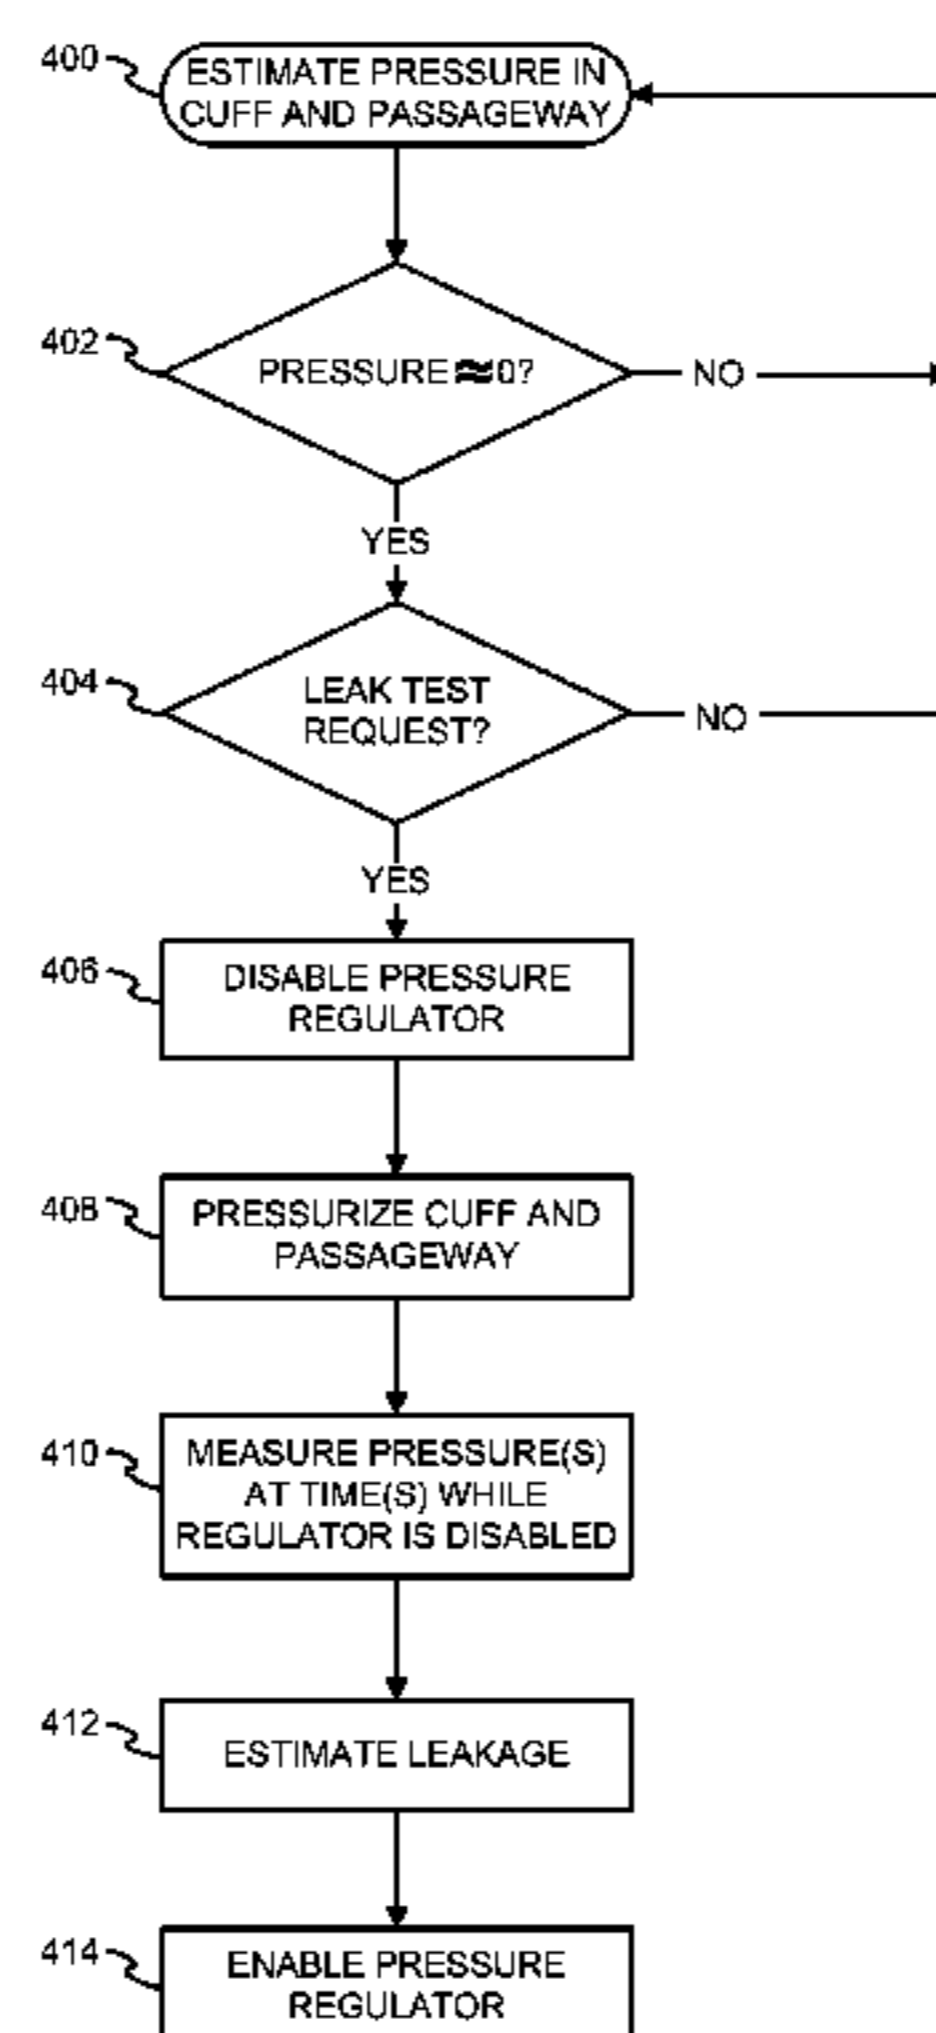 400
ESTIMATE PRESSURE IN
CUFF AND PASSAGEWAY
402
PRESSURE ≊ 0?
NO
YES
404
LEAK TEST
REQUEST?
NO
YES
406
DISABLE PRESSURE
REGULATOR
408
PRESSURIZE CUFF AND
PASSAGEWAY
410
MEASURE PRESSURE(S)
AT TIME(S) WHILE
REGULATOR IS DISABLED
412
ESTIMATE LEAKAGE
414
ENABLE PRESSURE
REGULATOR